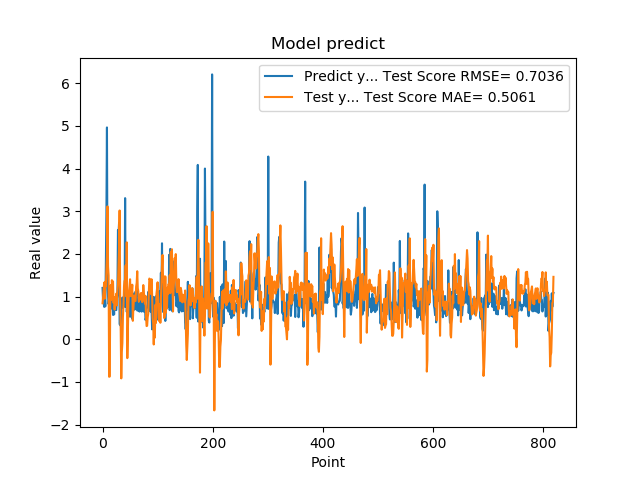 Model predict
Predict y... Test Score RMSE= 0.7036
Test y... Test Score MAE= 0.5061
Real value
6
5
4
3
2
1
0
−1
−2
0 200 400 600 800
Point